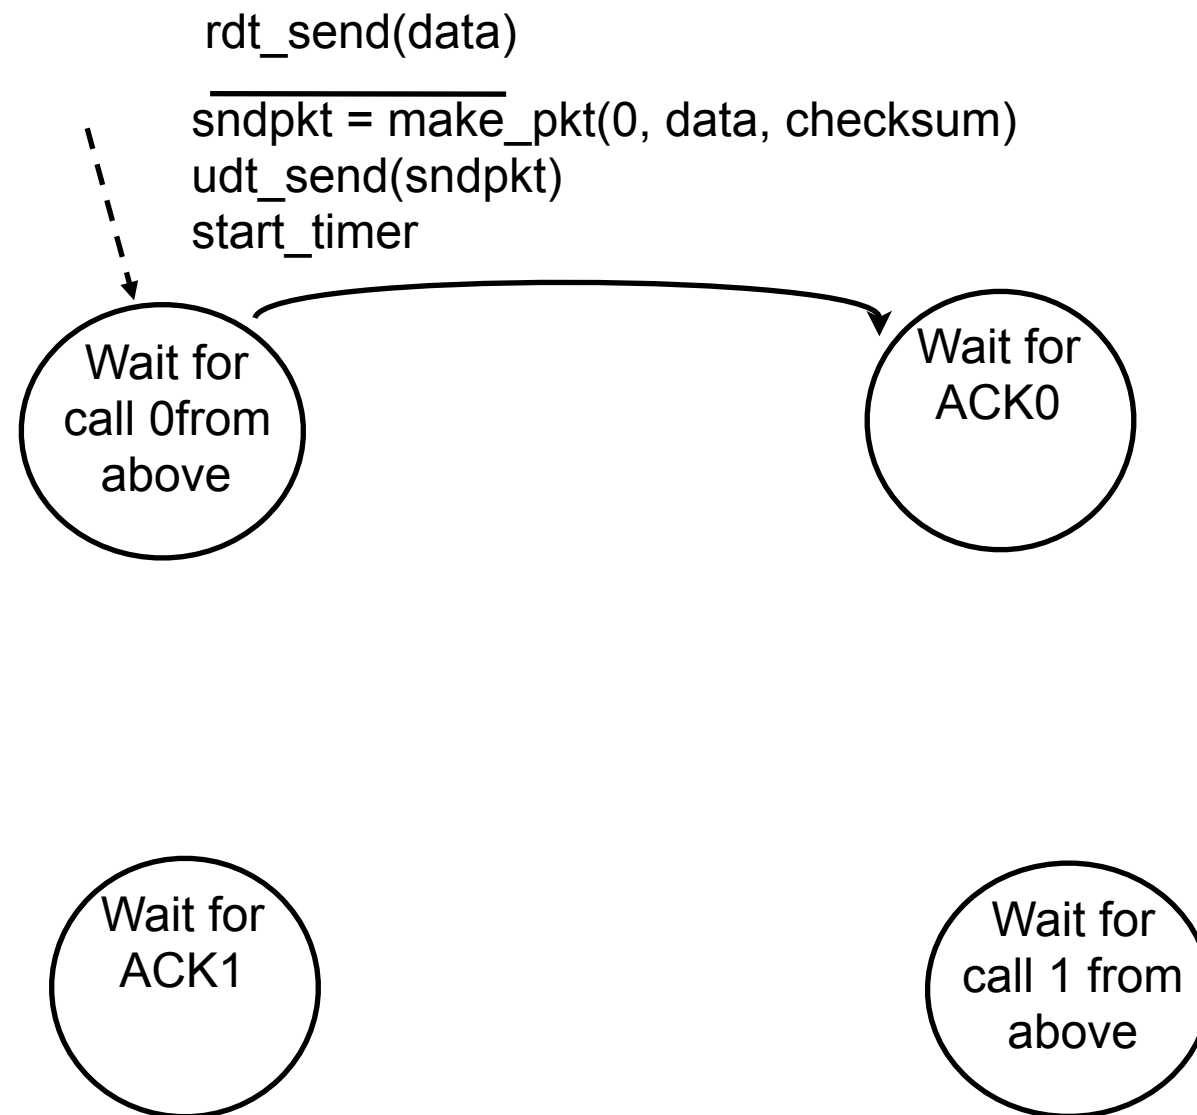 rdt_send(data)
sndpkt = make_pkt(0, data, checksum)
udt_send(sndpkt)
start_timer
Wait for
call 0from
above
Wait for
ACK0
Wait for
ACK1
Wait for
call 1 from
above